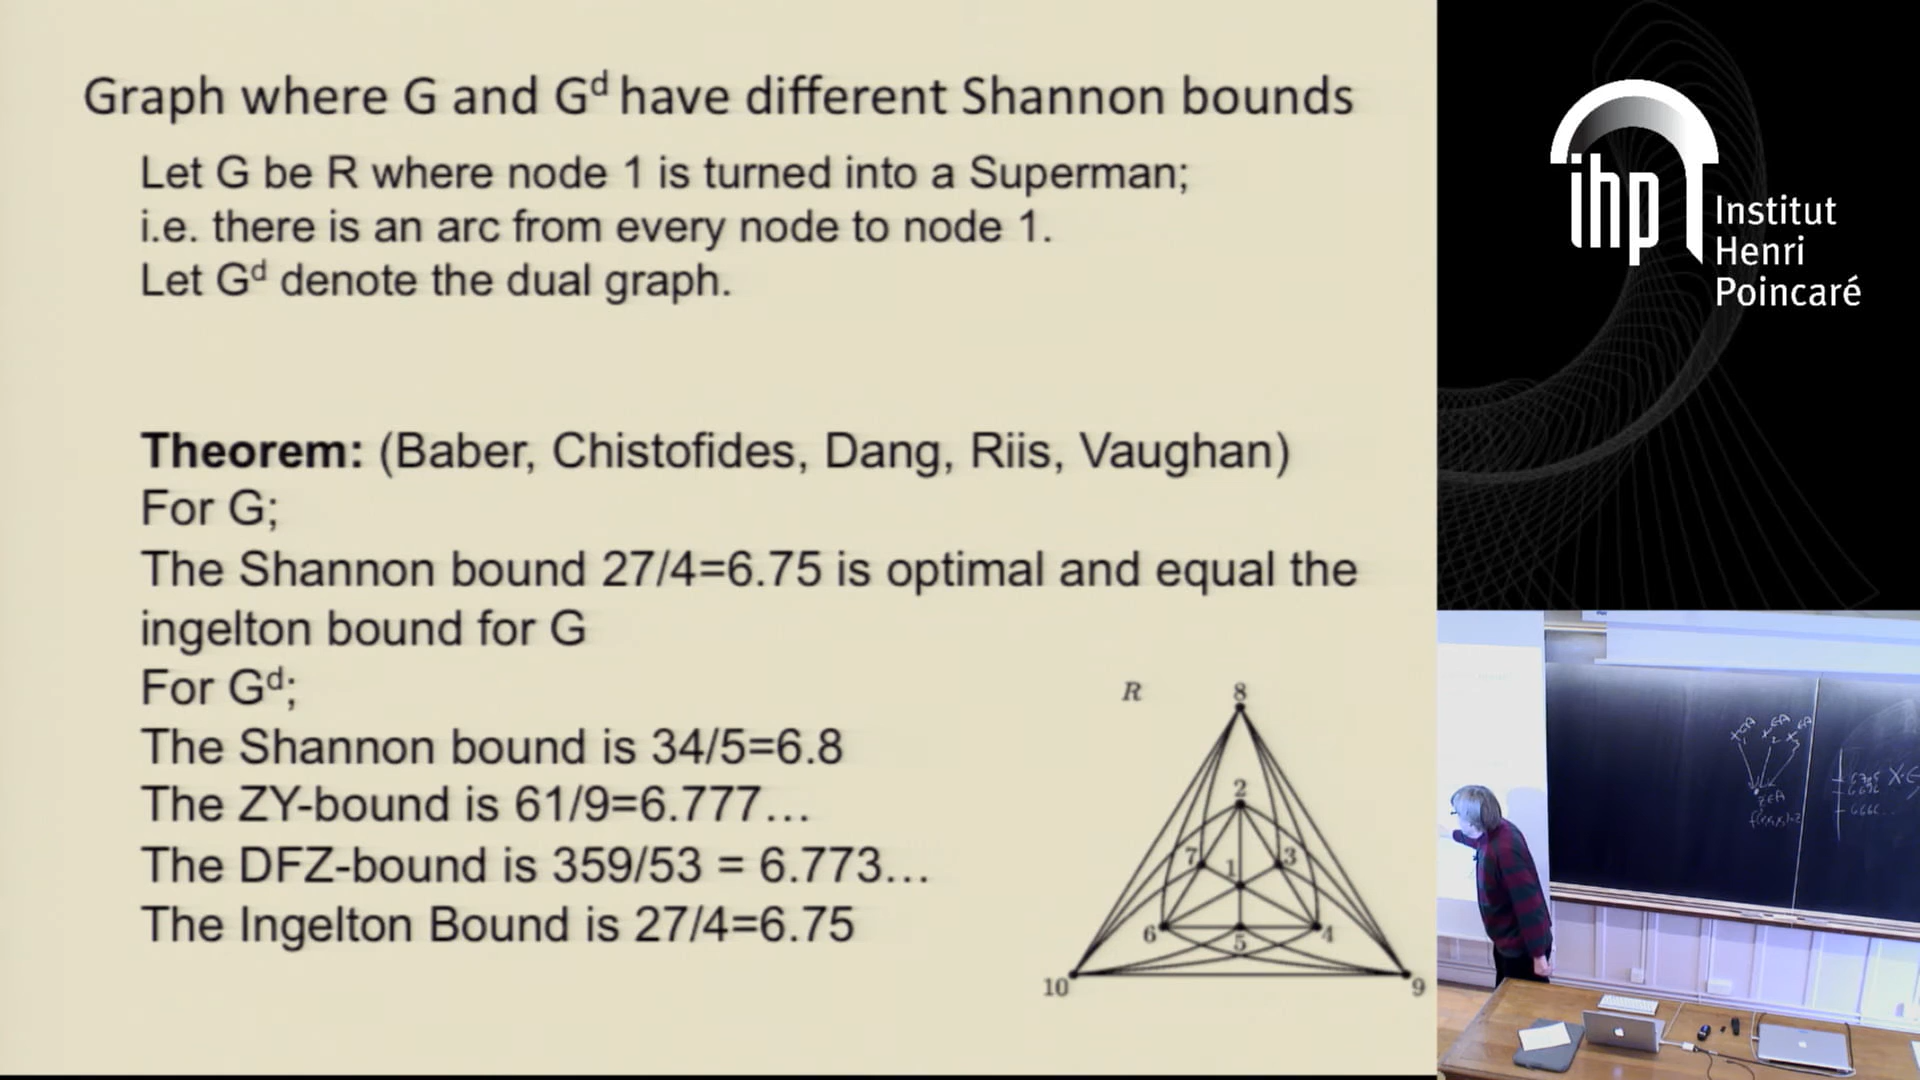 Graph where G and Gᵈ have different Shannon bounds
Let G be R where node 1 is turned into a Superman;
i.e. there is an arc from every node to node 1.
Let Gᵈ denote the dual graph.
Theorem: (Baber, Chistofides, Dang, Riis, Vaughan)
For G;
The Shannon bound 27/4=6.75 is optimal and equal the
ingelton bound for G
For Gᵈ;
The Shannon bound is 34/5=6.8
The ZY-bound is 61/9=6.777…
The DFZ-bound is 359/53 = 6.773…
The Ingelton Bound is 27/4=6.75
R
8
2
7
1
3
6
5
4
10
9
ihp
Institut
Henri
Poincaré